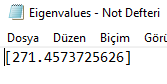 Eigenvalues - Not Defteri
Dosya Düzen Biçim Görü
[271.4573725626]